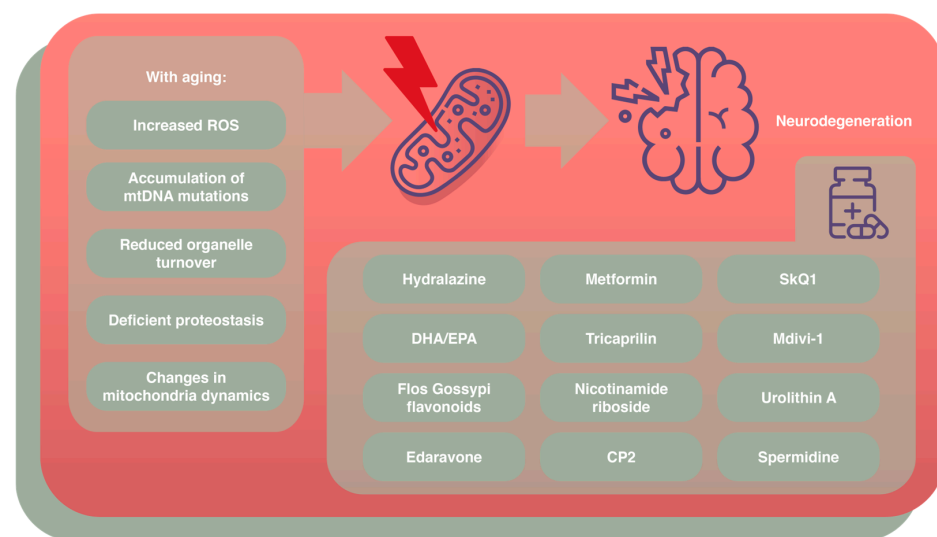 With aging:
Increased ROS
Accumulation of
mtDNA mutations
Reduced organelle
turnover
Deficient proteostasis
Changes in
mitochondria dynamics
Neurodegeneration
Hydralazine
Metformin
SkQ1
DHA/EPA
Tricaprilin
Mdivi-1
Flos Gossypi
flavonoids
Nicotinamide
riboside
Urolithin A
Edaravone
CP2
Spermidine